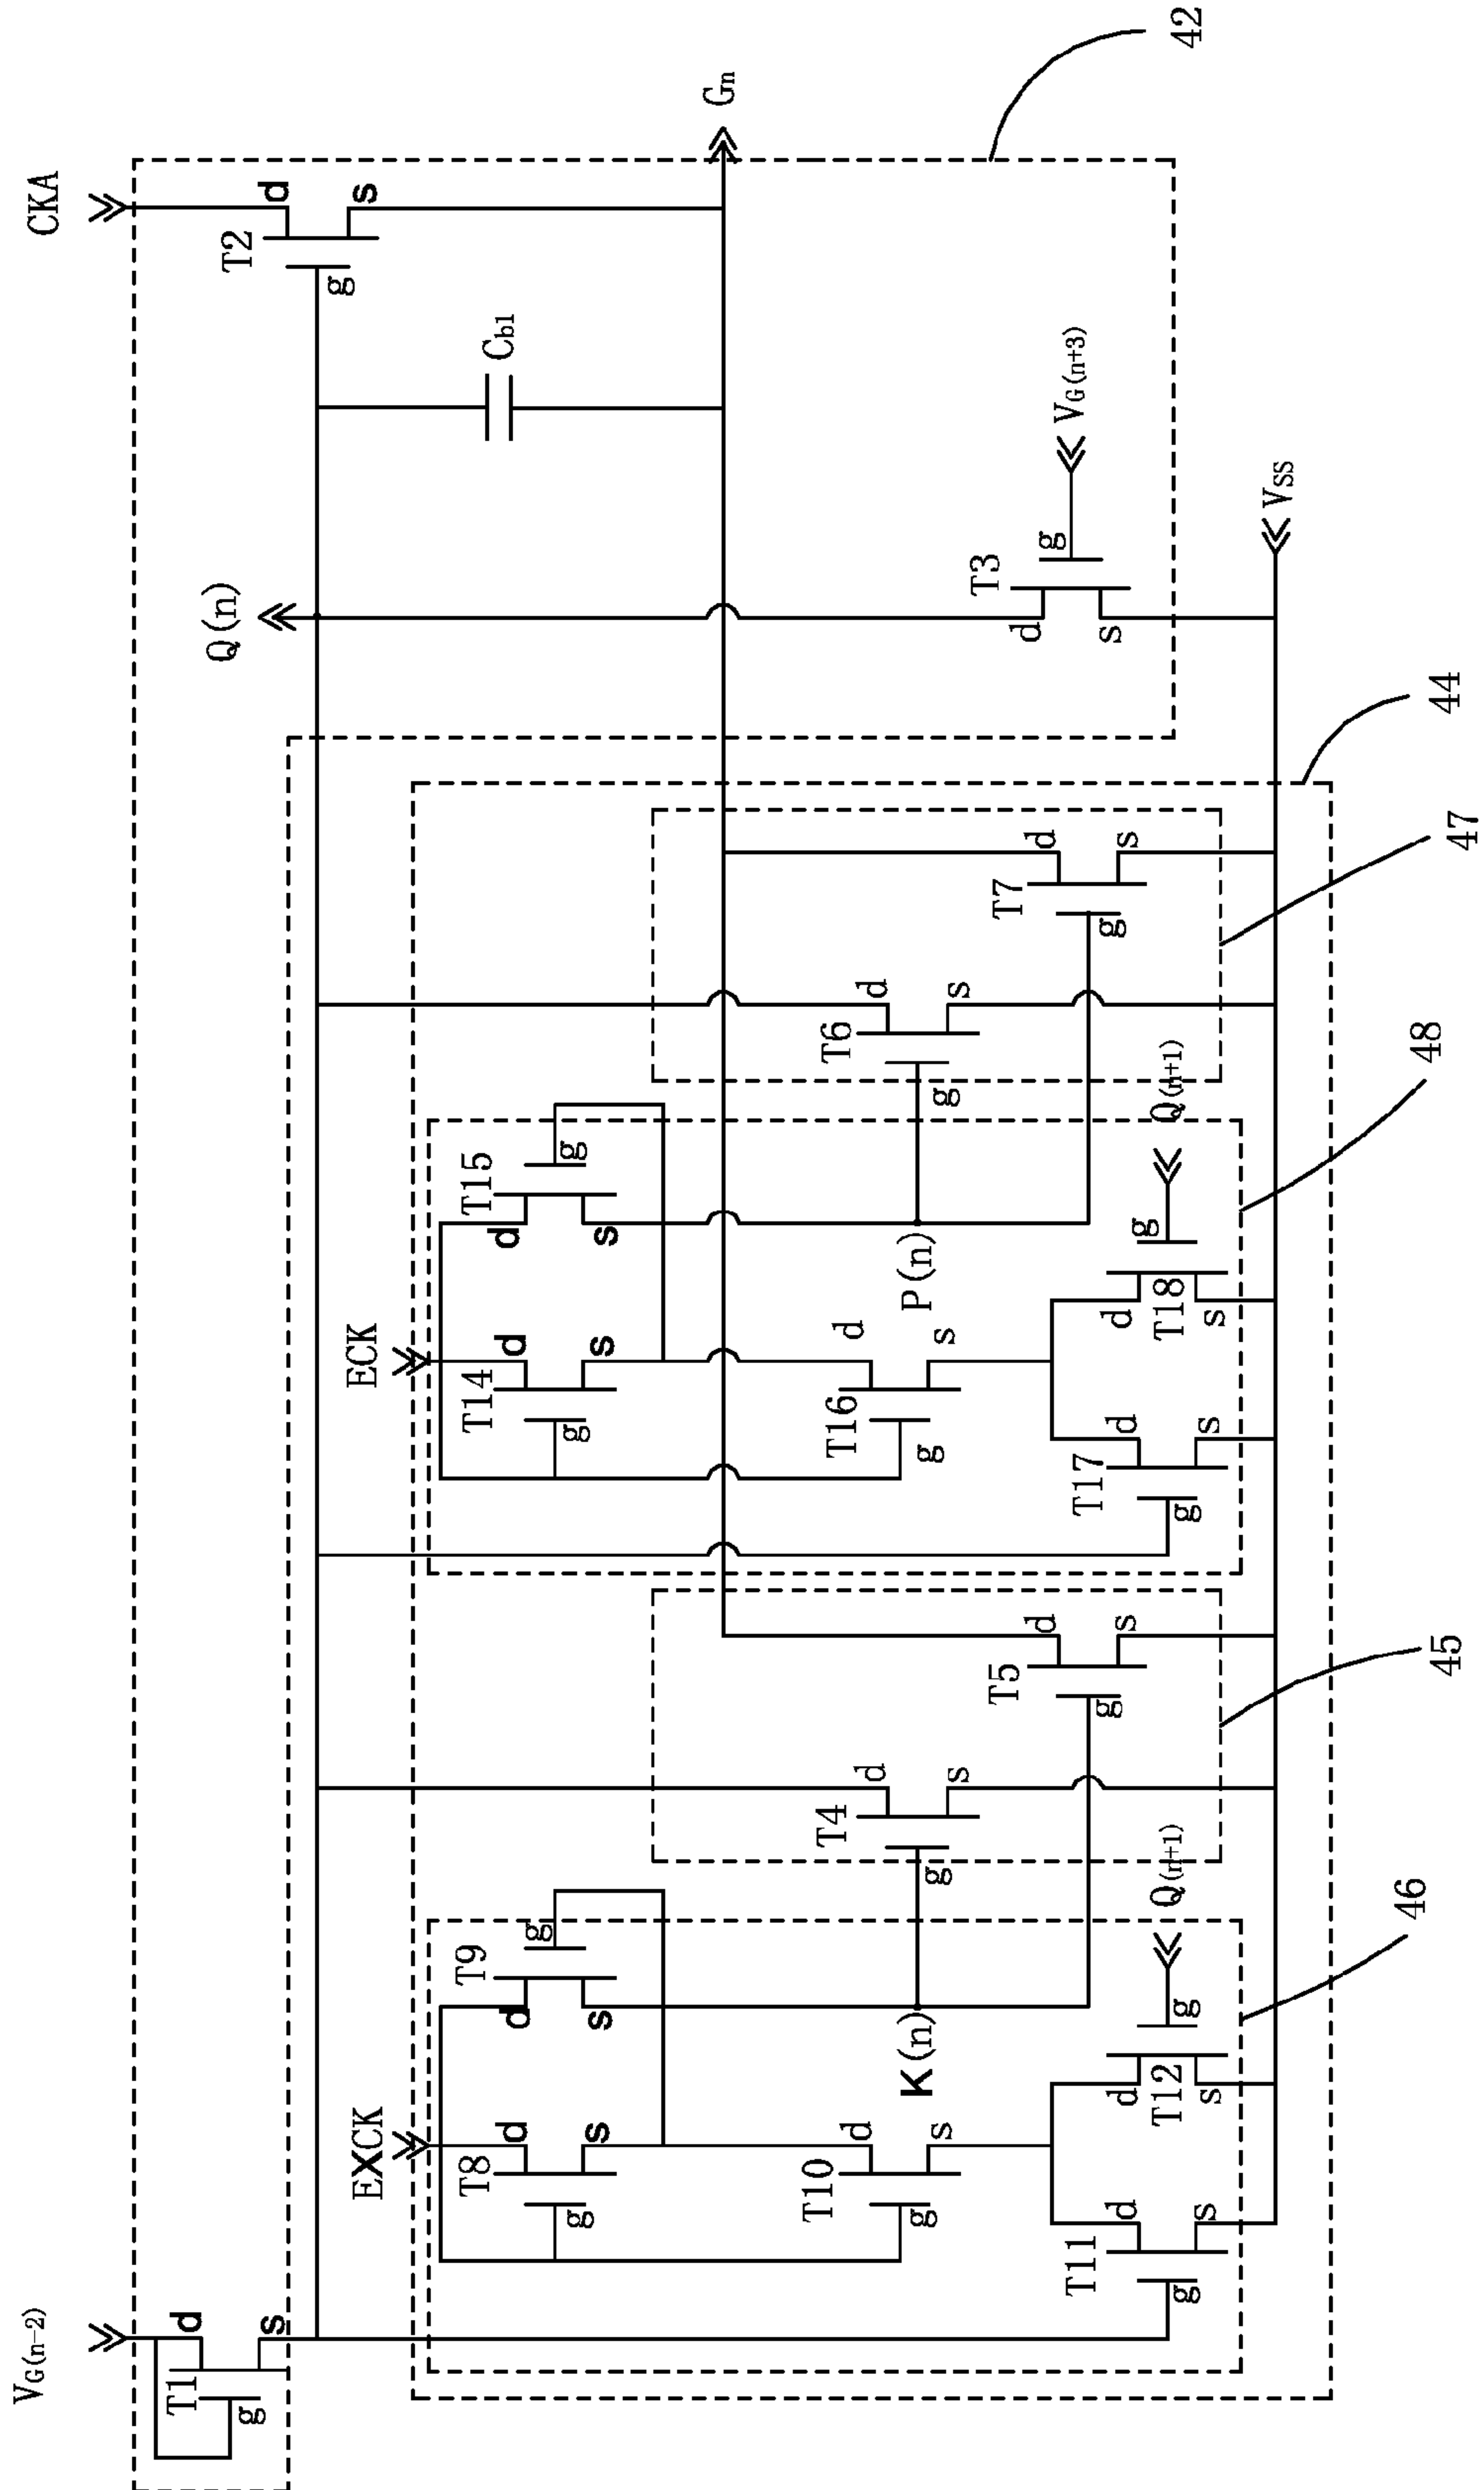 CKA
42
d
s
T2
g
Gn
Cb1
VG(n+3)
Q(n)
g
T3
d
s
VSS
44
47
d
s
T7
g
d
s
T6
g
48
Q(n+1)
T15
g
d
s
P(n)
g
d
T18
s
ECK
d
s
T14
g
d
s
T16
g
d
s
T17
g
d
s
T5
g
45
d
s
T4
g
Q(n+1)
46
g
T9
d
s
K(n)
g
d
T12
s
EXCK
d
s
T8
g
d
s
T10
g
d
s
T11
g
VG(n-2)
d
s
T1
g